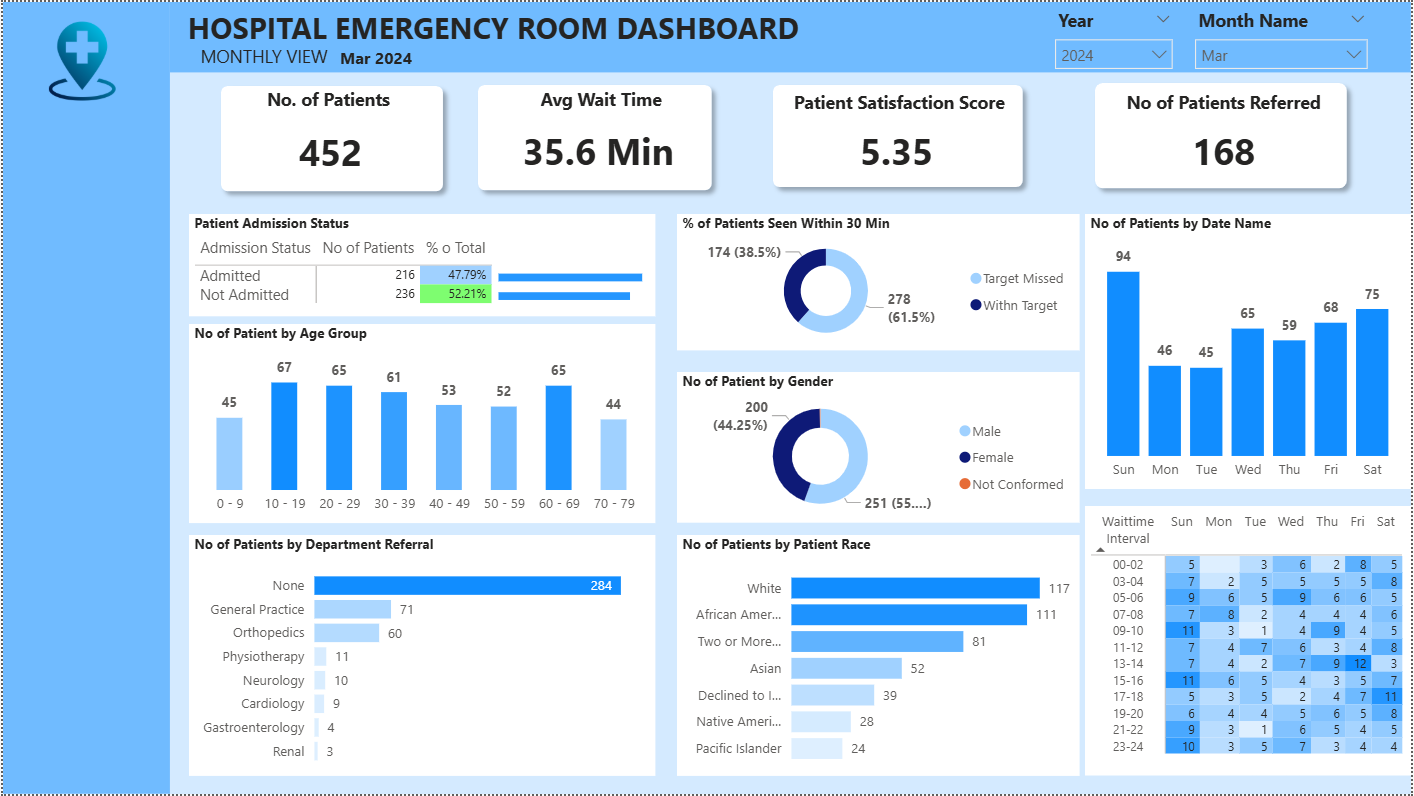 HOSPITAL EMERGENCY ROOM DASHBOARD
MONTHLY VIEW Mar 2024
Year
2024
Month Name
Mar
No. of Patients
452
Avg Wait Time
35.6 Min
Patient Satisfaction Score
5.35
No of Patients Referred
168
Patient Admission Status
Admission Status No of Patients % o Total
Admitted 216 47.79%
Not Admitted 236 52.21%
No of Patient by Age Group
45 67 65 61 53 52 65 44
0 - 9 10 - 19 20 - 29 30 - 39 40 - 49 50 - 59 60 - 69 70 - 79
No of Patients by Department Referral
None 284
General Practice 71
Orthopedics 60
Physiotherapy 11
Neurology 10
Cardiology 9
Gastroenterology 4
Renal 3
% of Patients Seen Within 30 Min
174 (38.5%)
278
(61.5%)
Target Missed
Withn Target
No of Patient by Gender
200
(44.25%)
251 (55....)
Male
Female
Not Conformed
No of Patients by Patient Race
White 117
African Amer... 111
Two or More... 81
Asian 52
Declined to I... 39
Native Ameri... 28
Pacific Islander 24
No of Patients by Date Name
94 46 45 65 59 68 75
Sun Mon Tue Wed Thu Fri Sat
Waittime Sun Mon Tue Wed Thu Fri Sat
Interval
00-02 5 3 6 2 8 5
03-04 7 2 5 5 5 5 8
05-06 9 6 5 9 6 6 5
07-08 7 8 2 4 4 4 6
09-10 11 3 1 4 9 4 5
11-12 7 4 7 6 3 4 8
13-14 7 4 2 7 9 12 3
15-16 11 6 5 4 3 5 7
17-18 5 3 5 2 4 7 11
19-20 6 4 4 5 6 5 8
21-22 9 3 1 6 5 4 5
23-24 10 3 5 7 3 4 4